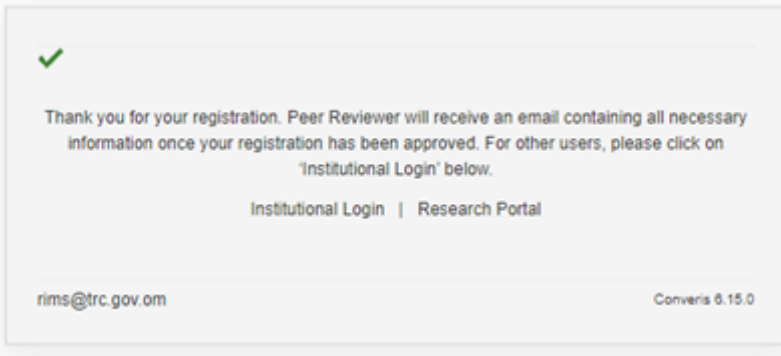 Thank you for your registration. Peer Reviewer will receive an email containing all necessary
information once your registration has been approved. For other users, please click on
'Institutional Login' below.
Institutional Login | Research Portal
rims@trc.gov.om
Converis 6.15.0